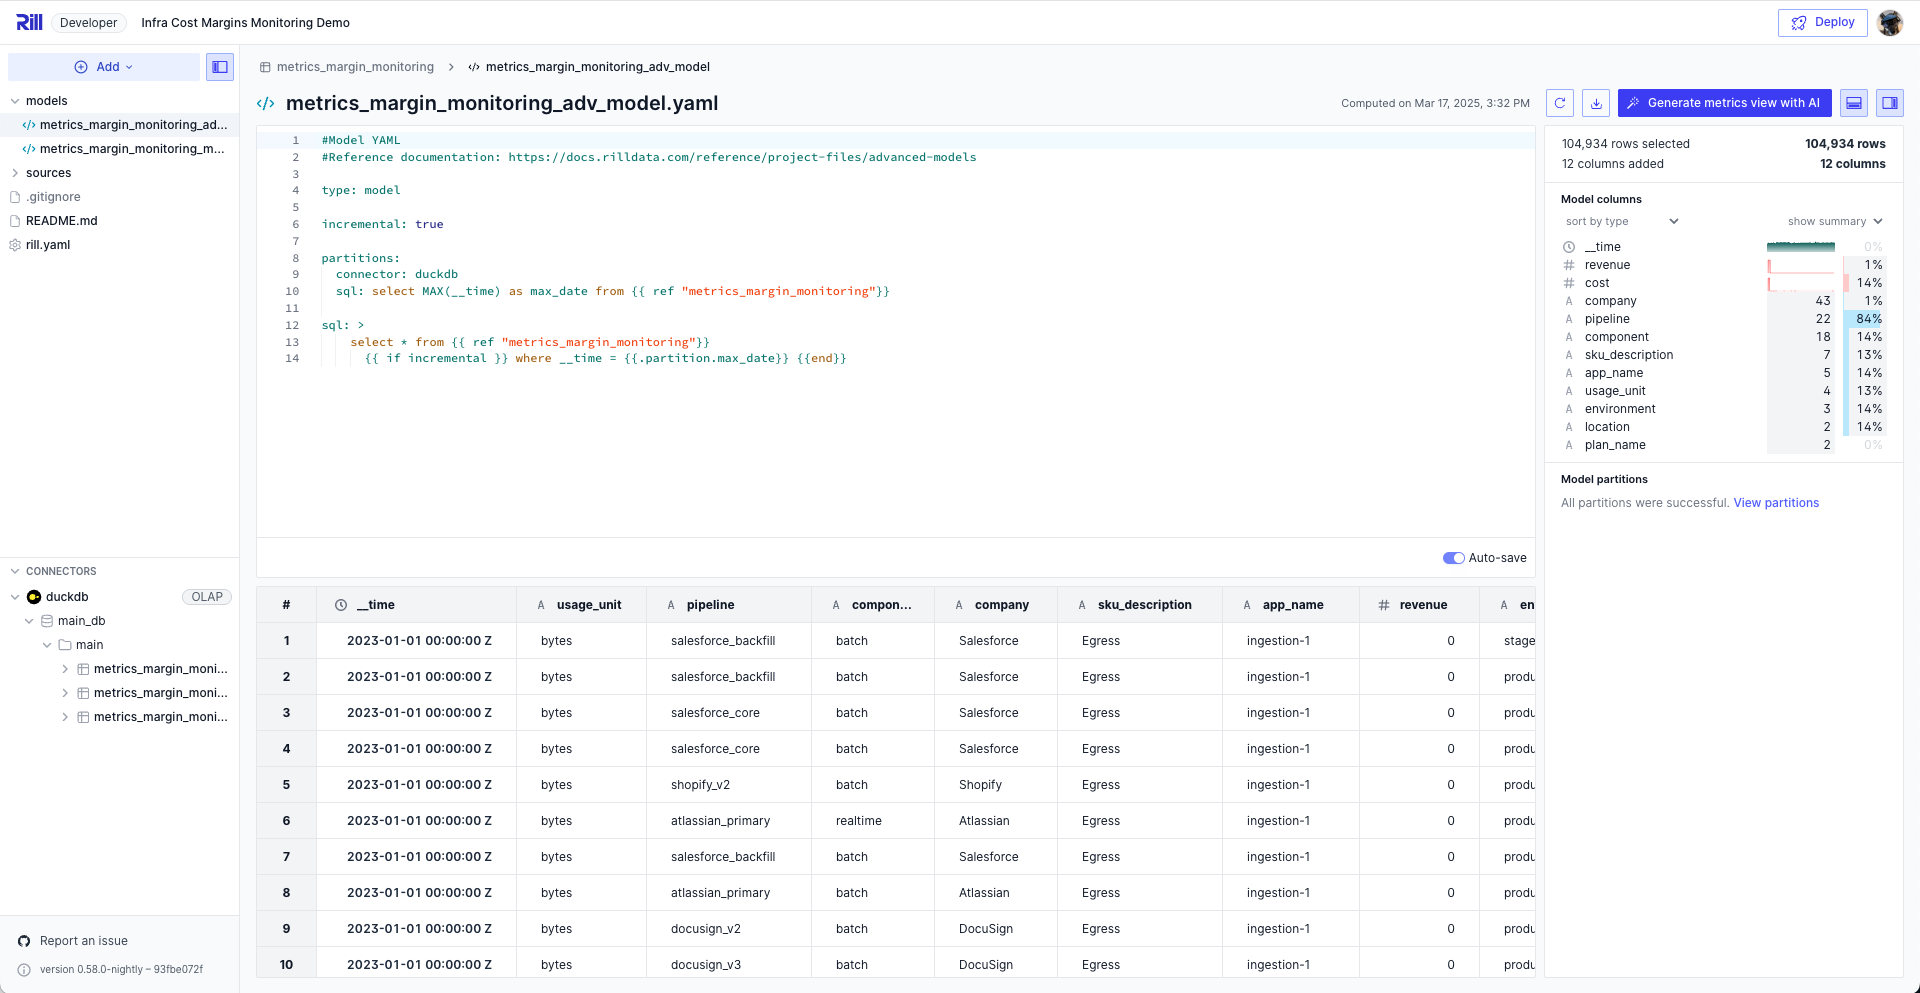 Rill Developer Infra Cost Margins Monitoring Demo Deploy
Add
models
metrics_margin_monitoring_ad...
metrics_margin_monitoring_m...
sources
.gitignore
README.md
rill.yaml
CONNECTORS
duckdb OLAP
main_db
main
metrics_margin_moni...
metrics_margin_moni...
metrics_margin_moni...
Report an issue
version 0.58.0-nightly – 93fbe072f
metrics_margin_monitoring > </> metrics_margin_monitoring_adv_model
</> metrics_margin_monitoring_adv_model.yaml
Computed on Mar 17, 2025, 3:32 PM
Generate metrics view with AI
1 #Model YAML
2 #Reference documentation: https://docs.rilldata.com/reference/project-files/advanced-models
3
4 type: model
5
6 incremental: true
7
8 partitions:
9 connector: duckdb
10 sql: select MAX(__time) as max_date from {{ ref "metrics_margin_monitoring"}}
11
12 sql: >
13 select * from {{ ref "metrics_margin_monitoring"}}
14 {{ if incremental }} where __time = {{.partition.max_date}} {{end}}
Auto-save
# __time A usage_unit A pipeline A compon... A company A sku_description A app_name # revenue A en
1 2023-01-01 00:00:00 Z bytes salesforce_backfill batch Salesforce Egress ingestion-1 0 stage
2 2023-01-01 00:00:00 Z bytes salesforce_backfill batch Salesforce Egress ingestion-1 0 produ
3 2023-01-01 00:00:00 Z bytes salesforce_core batch Salesforce Egress ingestion-1 0 produ
4 2023-01-01 00:00:00 Z bytes salesforce_core batch Salesforce Egress ingestion-1 0 produ
5 2023-01-01 00:00:00 Z bytes shopify_v2 batch Shopify Egress ingestion-1 0 produ
6 2023-01-01 00:00:00 Z bytes atlassian_primary realtime Atlassian Egress ingestion-1 0 produ
7 2023-01-01 00:00:00 Z bytes salesforce_backfill batch Salesforce Egress ingestion-1 0 produ
8 2023-01-01 00:00:00 Z bytes atlassian_primary batch Atlassian Egress ingestion-1 0 produ
9 2023-01-01 00:00:00 Z bytes docusign_v2 batch DocuSign Egress ingestion-1 0 produ
10 2023-01-01 00:00:00 Z bytes docusign_v3 batch DocuSign Egress ingestion-1 0 produ
104,934 rows selected 104,934 rows
12 columns added 12 columns
Model columns
sort by type show summary
__time 0%
# revenue 1%
# cost 14%
A company 43 1%
A pipeline 22 84%
A component 18 14%
A sku_description 7 13%
A app_name 5 14%
A usage_unit 4 13%
A environment 3 14%
A location 2 14%
A plan_name 2 0%
Model partitions
All partitions were successful. View partitions